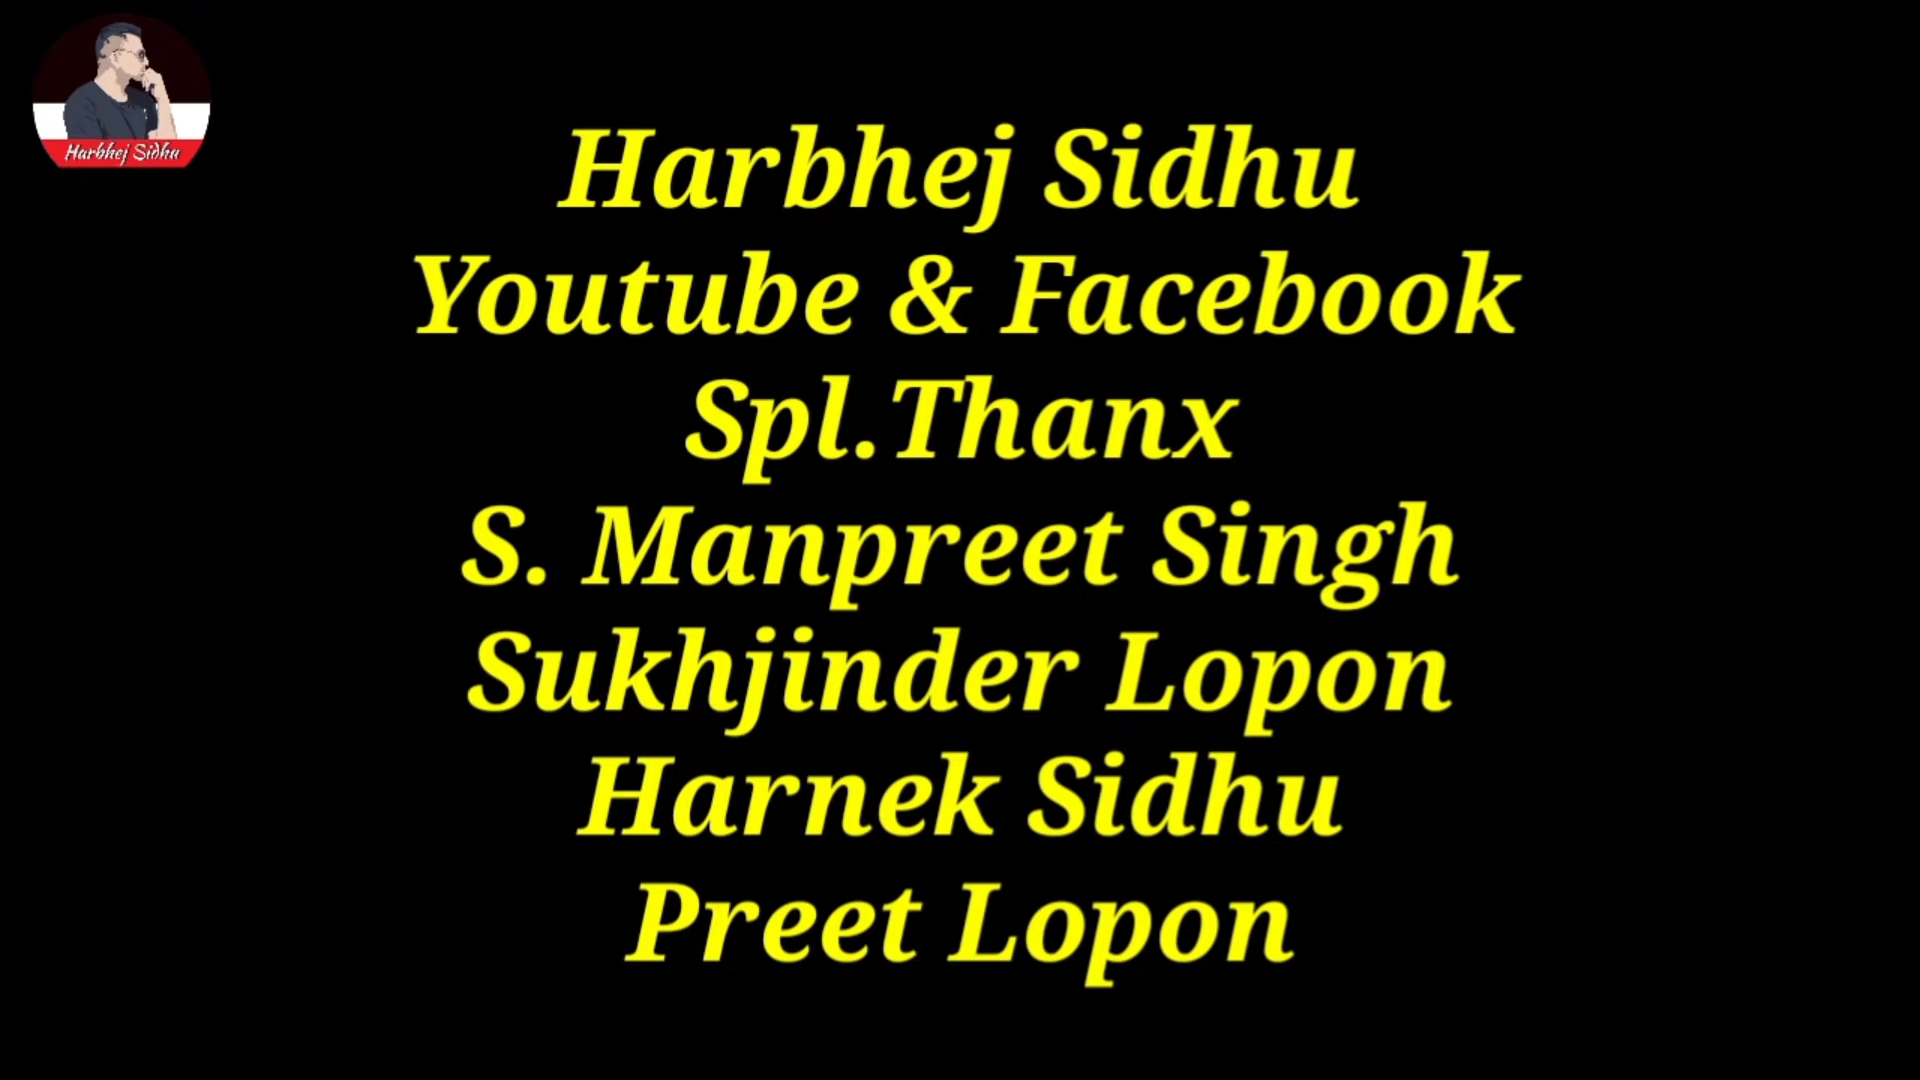 Harbhej Sidhu
Harbhej Sidhu
Youtube & Facebook
Spl.Thanx
S. Manpreet Singh
Sukhjinder Lopon
Harnek Sidhu
Preet Lopon